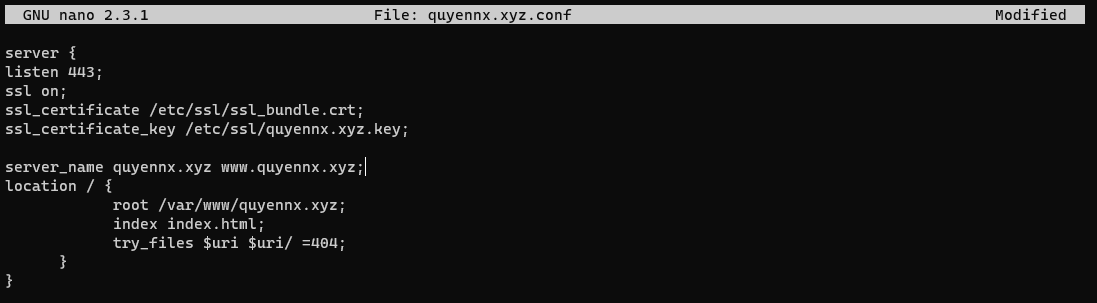 GNU nano 2.3.1 File: quyennx.xyz.conf Modified
server {
listen 443;
ssl on;
ssl_certificate /etc/ssl/ssl_bundle.crt;
ssl_certificate_key /etc/ssl/quyennx.xyz.key;
server_name quyennx.xyz www.quyennx.xyz;
location / {
root /var/www/quyennx.xyz;
index index.html;
try_files $uri $uri/ =404;
}
}